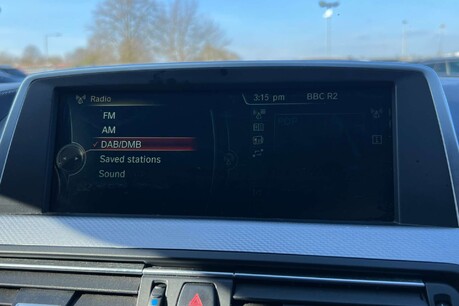 Radio
3:15 pm BBC R2
FM
AM
DAB/DMB
Saved stations
Sound